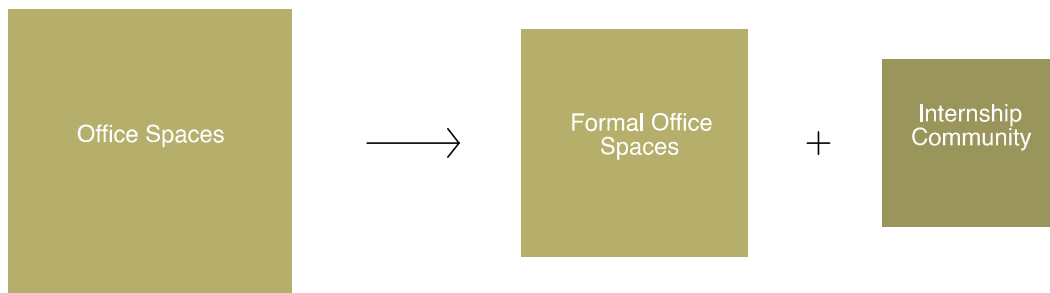 Office Spaces
Formal Office
Spaces
+
Internship
Community